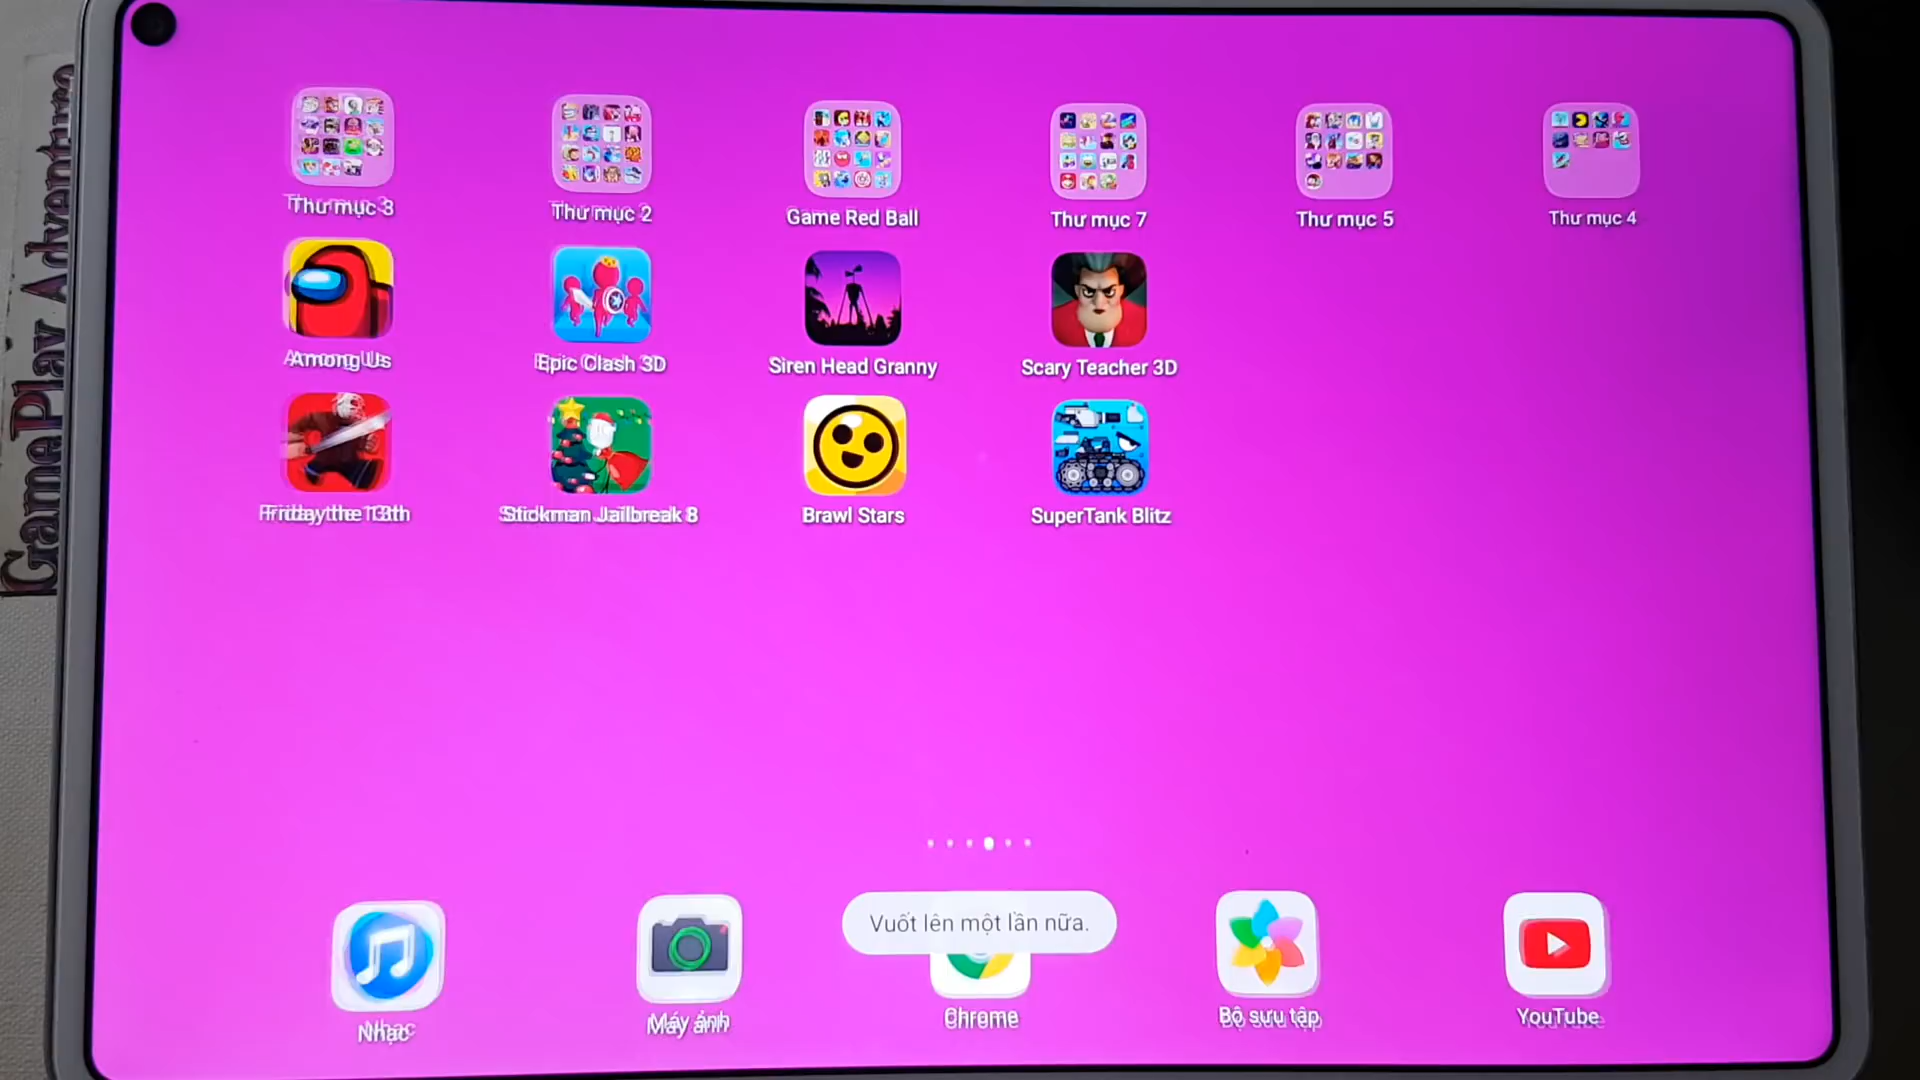 GamePlay Adventure
Thư mục 3
Thư mục 2
Game Red Ball
Thư mục 7
Thư mục 5
Thư mục 4
Among Us
Epic Clash 3D
Siren Head Granny
Scary Teacher 3D
Friday the 13th
Stickman Jailbreak 8
Brawl Stars
SuperTank Blitz
Vuốt lên một lần nữa.
Nhạc
Máy ảnh
Chrome
Bộ sưu tập
YouTube